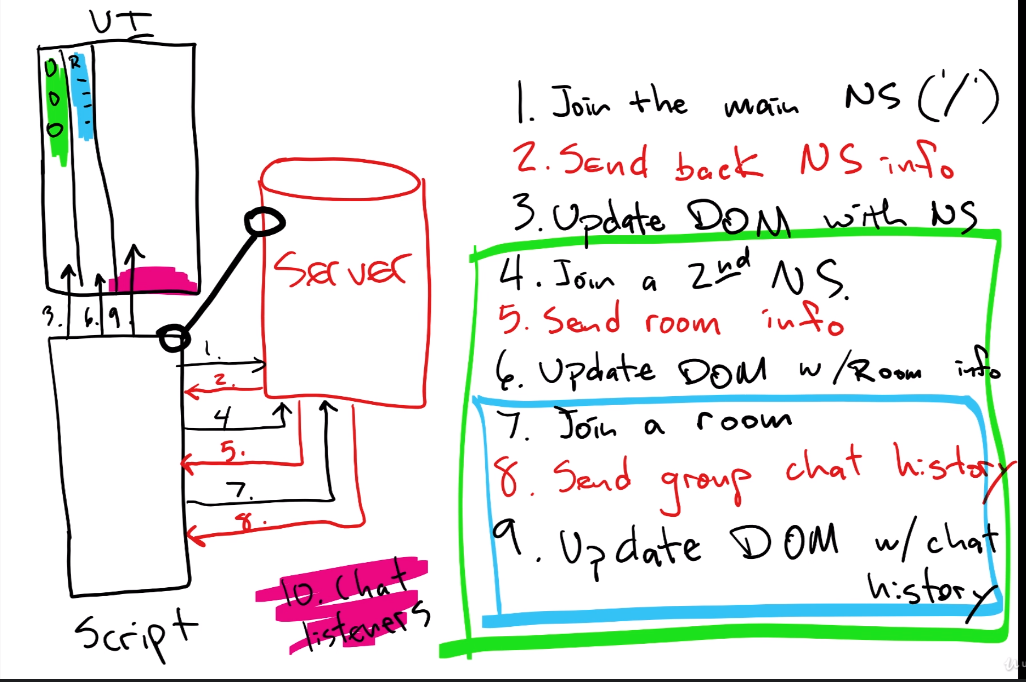 UI
R
3. 6. 9.
1.
2.
4
5.
7.
8.
Server
Script
10. Chat
listeners
1. Join the main NS ('/')
2. Send back NS info
3. Update DOM with NS
4. Join a 2nd NS.
5. Send room info
6. Update DOM w/Room info
7. Join a room
8. Send group chat history
9. Update DOM w/ chat
history